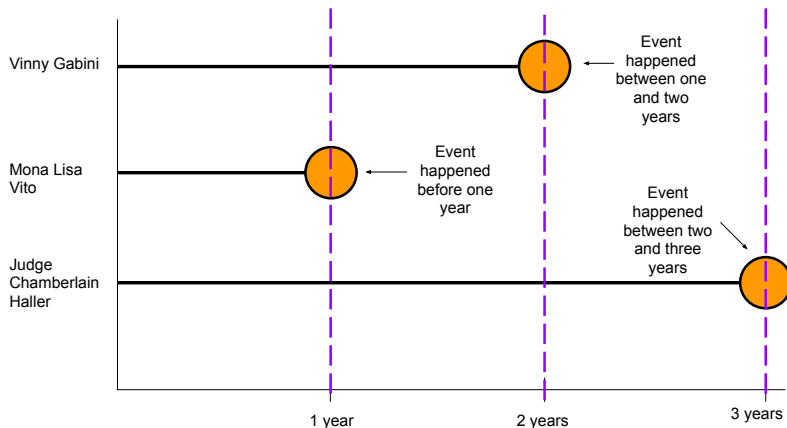 Vinny Gabini
Event
happened
between one
and two
years
Mona Lisa
Vito
Event
happened
before one
year
Event
happened
between two
and three
years
Judge
Chamberlain
Haller
1 year
2 years
3 years